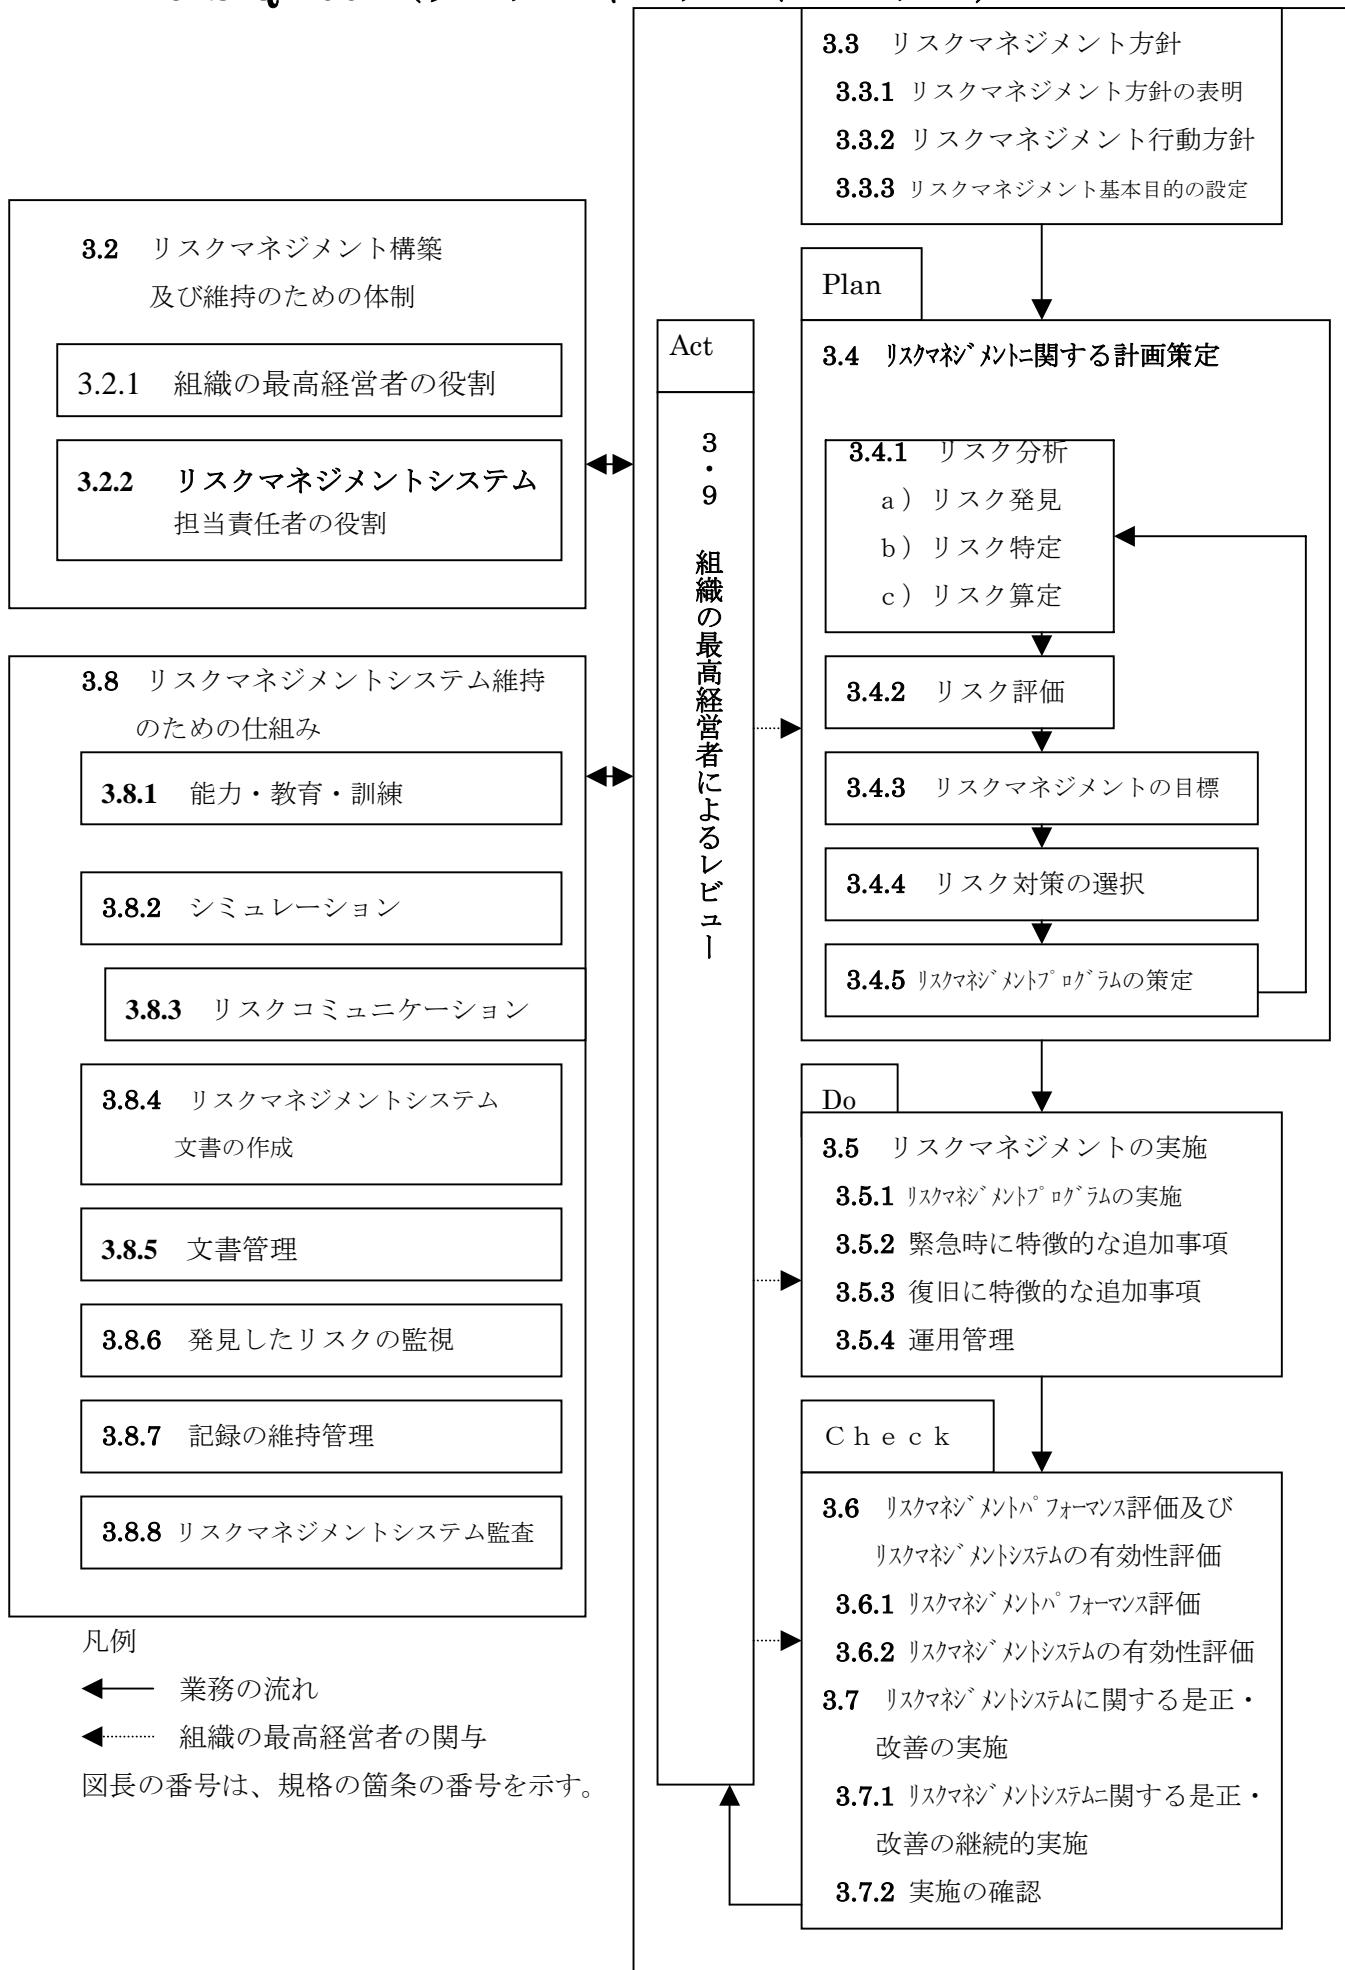 3.3 リスクマネジメント方針
3.3.1 リスクマネジメント方針の表明
3.3.2 リスクマネジメント行動方針
3.3.3 リスクマネジメント基本目的の設定
3.2 リスクマネジメント構築
及び維持のための体制
3.2.1 組織の最高経営者の役割
3.2.2 リスクマネジメントシステム
担当責任者の役割
3.8 リスクマネジメントシステム維持
のための仕組み
3.8.1 能力・教育・訓練
3.8.2 シミュレーション
3.8.3 リスクコミュニケーション
3.8.4 リスクマネジメントシステム
文書の作成
3.8.5 文書管理
3.8.6 発見したリスクの監視
3.8.7 記録の維持管理
3.8.8 リスクマネジメントシステム監査
凡例
業務の流れ
組織の最高経営者の関与
図長の番号は、規格の箇条の番号を示す。
Act
3・9 組織の最高経営者によるレビュー
Plan
3.4 ﾘｽｸﾏﾈｼﾞﾒﾝﾄﾆ関する計画策定
3.4.1 リスク分析
a）リスク発見
b）リスク特定
c）リスク算定
3.4.2 リスク評価
3.4.3 リスクマネジメントの目標
3.4.4 リスク対策の選択
3.4.5 ﾘｽｸﾏﾈｼﾞﾒﾝﾄﾌﾟﾛｸﾞﾗﾑの策定
Do
3.5 リスクマネジメントの実施
3.5.1 ﾘｽｸﾏﾈｼﾞﾒﾝﾄﾌﾟﾛｸﾞﾗﾑの実施
3.5.2 緊急時に特徴的な追加事項
3.5.3 復旧に特徴的な追加事項
3.5.4 運用管理
Ｃｈｅｃｋ
3.6 ﾘｽｸﾏﾈｼﾞﾒﾝﾄﾊﾟﾌｫｰﾏﾝｽ評価及び
ﾘｽｸﾏﾈｼﾞﾒﾝﾄｼｽﾃﾑの有効性評価
3.6.1 ﾘｽｸﾏﾈｼﾞﾒﾝﾄﾊﾟﾌｫｰﾏﾝｽ評価
3.6.2 ﾘｽｸﾏﾈｼﾞﾒﾝﾄｼｽﾃﾑの有効性評価
3.7 ﾘｽｸﾏﾈｼﾞﾒﾝﾄｼｽﾃﾑに関する是正・
改善の実施
3.7.1 ﾘｽｸﾏﾈｼﾞﾒﾝﾄｼｽﾃﾑﾆ関する是正・
改善の継続的実施
3.7.2 実施の確認